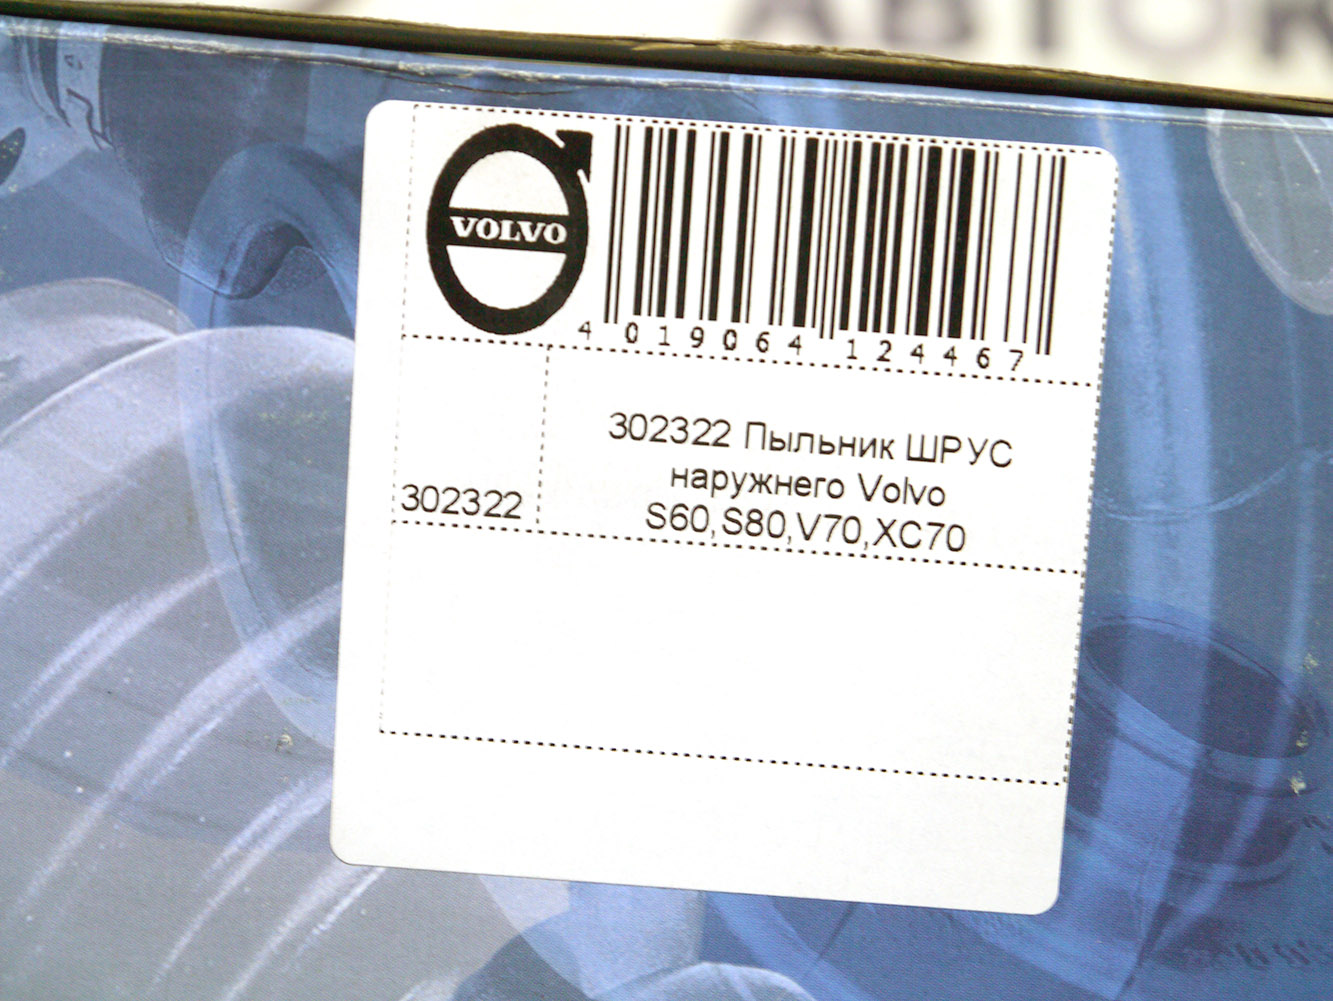 VOLVO
4 019064 124467
302322
302322 Пыльник ШРУС
наружнего Volvo
S60,S80,V70,XC70